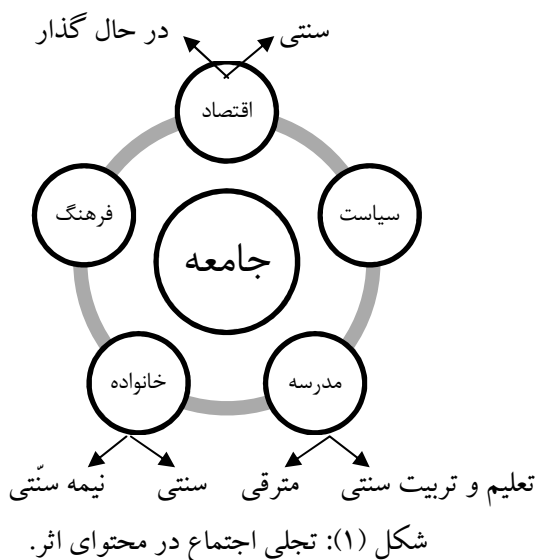 سنتی
در حال گذار
اقتصاد
سیاست
فرهنگ
جامعه
مدرسه
خانواده
تعلیم و تربیت سنتی
مترقی
سنتی
نیمه سنّتی
شکل (۱): تجلی اجتماع در محتوای اثر.